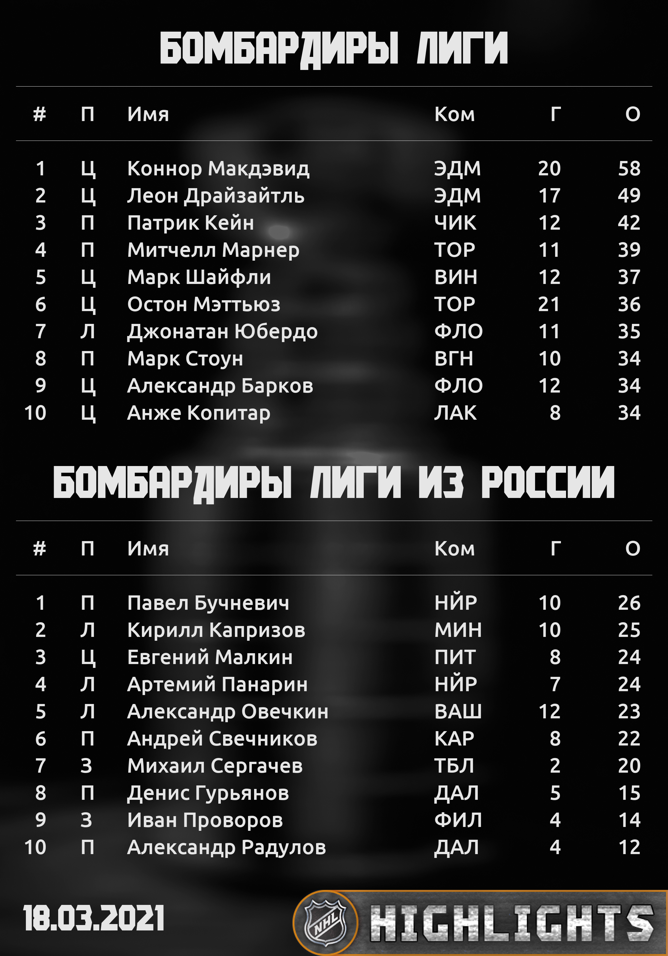 БОМБАРДИРЫ ЛИГИ
# П Имя Ком Г О
1 Ц Коннор Макдэвид ЭДМ 20 58
2 Ц Леон Драйзайтль ЭДМ 17 49
3 П Патрик Кейн ЧИК 12 42
4 П Митчелл Марнер ТОР 11 39
5 Ц Марк Шайфли ВИН 12 37
6 Ц Остон Мэттьюз ТОР 21 36
7 Л Джонатан Юбердо ФЛО 11 35
8 П Марк Стоун ВГН 10 34
9 Ц Александр Барков ФЛО 12 34
10 Ц Анже Копитар ЛАК 8 34
БОМБАРДИРЫ ЛИГИ ИЗ РОССИИ
# П Имя Ком Г О
1 П Павел Бучневич НЙР 10 26
2 Л Кирилл Капризов МИН 10 25
3 Ц Евгений Малкин ПИТ 8 24
4 Л Артемий Панарин НЙР 7 24
5 Л Александр Овечкин ВАШ 12 23
6 П Андрей Свечников КАР 8 22
7 З Михаил Сергачев ТБЛ 2 20
8 П Денис Гурьянов ДАЛ 5 15
9 З Иван Проворов ФИЛ 4 14
10 П Александр Радулов ДАЛ 4 12
18.03.2021
NHL HIGHLIGHTS